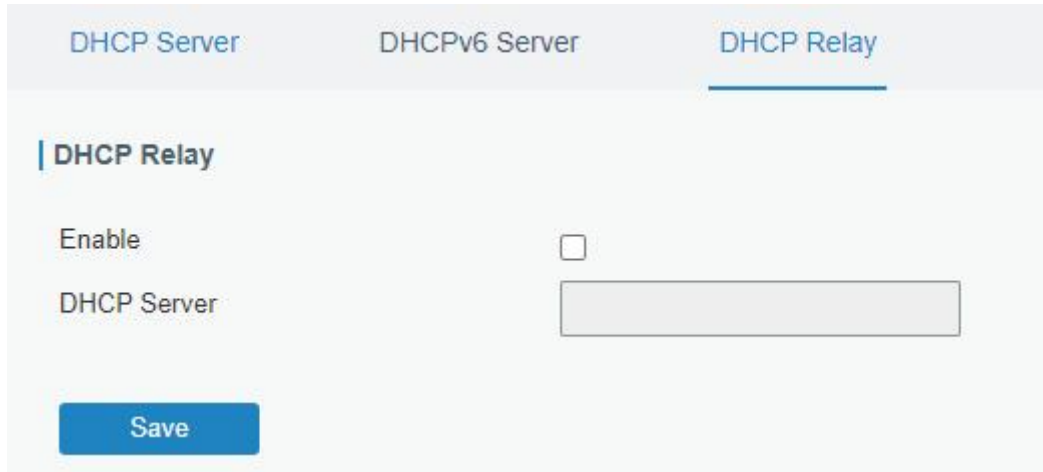 DHCP Server DHCPv6 Server DHCP Relay
DHCP Relay
Enable
DHCP Server
Save